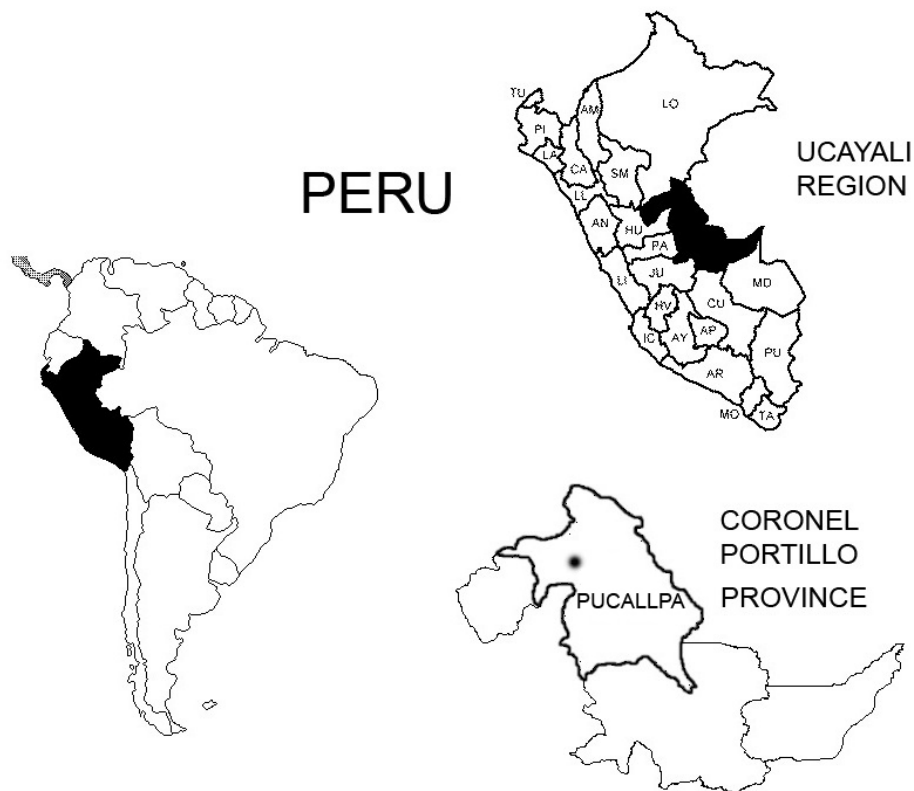 PERU
UCAYALI
REGION
TU
LO
AM
PI
LA
CA
SM
LL
AN
HU
PA
LI
JU
MD
CU
HV
IC
AY
AP
PU
AR
MO
TA
CORONEL
PORTILLO
PROVINCE
PUCALLPA